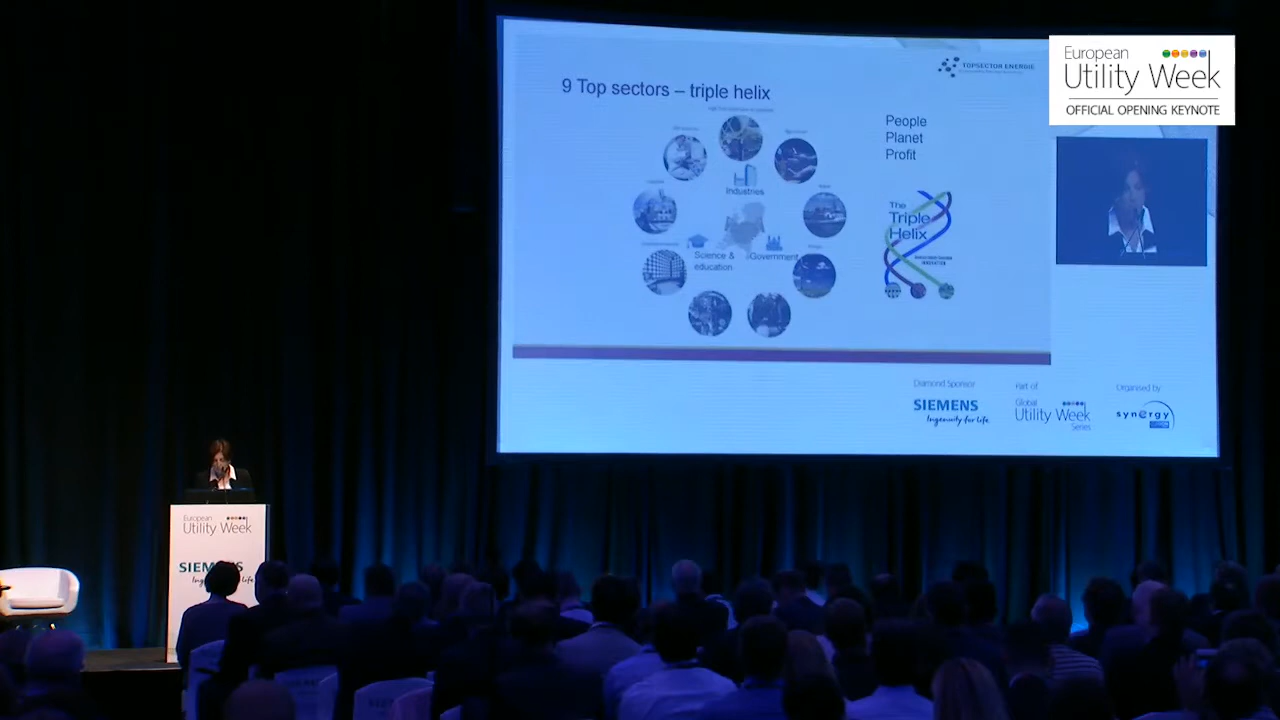 European
Utility Week
OFFICIAL OPENING KEYNOTE
TOPSECTOR ENERGIE
9 Top sectors – triple helix
People
Planet
Profit
Industries
Science &
education
Government
The
Triple
Helix
Diamond Sponsor
SIEMENS
Ingenuity for life
Part of
Global
Utility Week
Series
Organised by
synergy
European
Utility Week